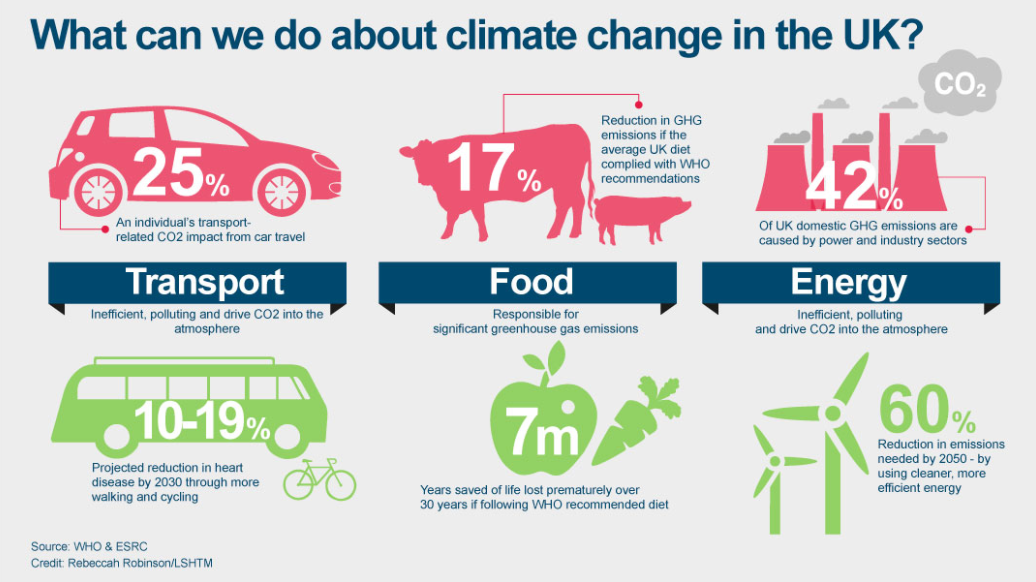 What can we do about climate change in the UK?
CO2
25%
An individual's transport-
related CO2 impact from car travel
17%
Reduction in GHG
emissions if the
average UK diet
complied with WHO
recommendations
42%
Of UK domestic GHG emissions are
caused by power and industry sectors
Transport
Inefficient, polluting and drive CO2 into the
atmosphere
Food
Responsible for
significant greenhouse gas emissions
Energy
Inefficient, polluting
and drive CO2 into the atmosphere
10-19%
Projected reduction in heart
disease by 2030 through more
walking and cycling
7m
Years saved of life lost prematurely over
30 years if following WHO recommended diet
60%
Reduction in emissions
needed by 2050 - by
using cleaner, more
efficient energy
Source: WHO & ESRC
Credit: Rebeccah Robinson/LSHTM